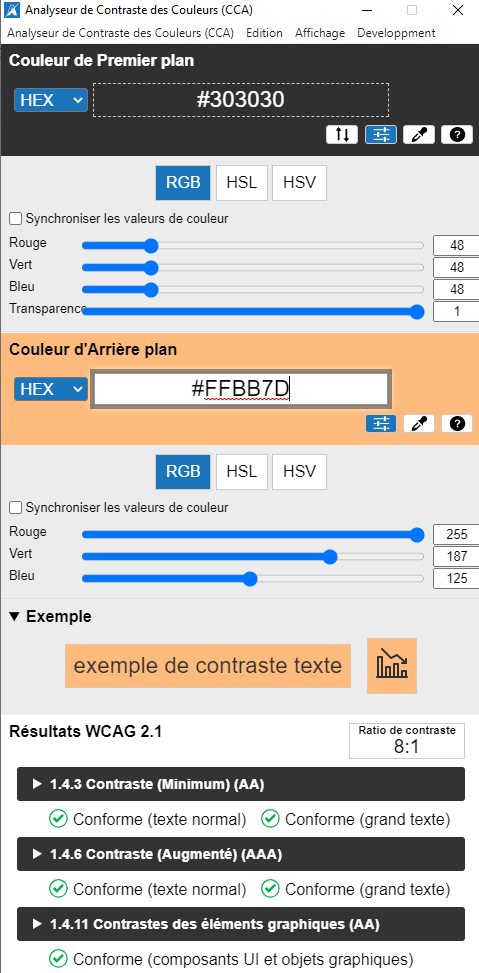 Analyseur de Contraste des Couleurs (CCA)
Analyseur de Contraste des Couleurs (CCA) Edition Affichage Developpment
Couleur de Premier plan
HEX #303030
RGB HSL HSV
Synchroniser les valeurs de couleur
Rouge 48
Vert 48
Bleu 48
Transparence 1
Couleur d'Arrière plan
HEX #FFBB7D
RGB HSL HSV
Synchroniser les valeurs de couleur
Rouge 255
Vert 187
Bleu 125
Exemple
exemple de contraste texte
Résultats WCAG 2.1
Ratio de contraste
8:1
1.4.3 Contraste (Minimum) (AA)
Conforme (texte normal) Conforme (grand texte)
1.4.6 Contraste (Augmenté) (AAA)
Conforme (texte normal) Conforme (grand texte)
1.4.11 Contrastes des éléments graphiques (AA)
Conforme (composants UI et objets graphiques)